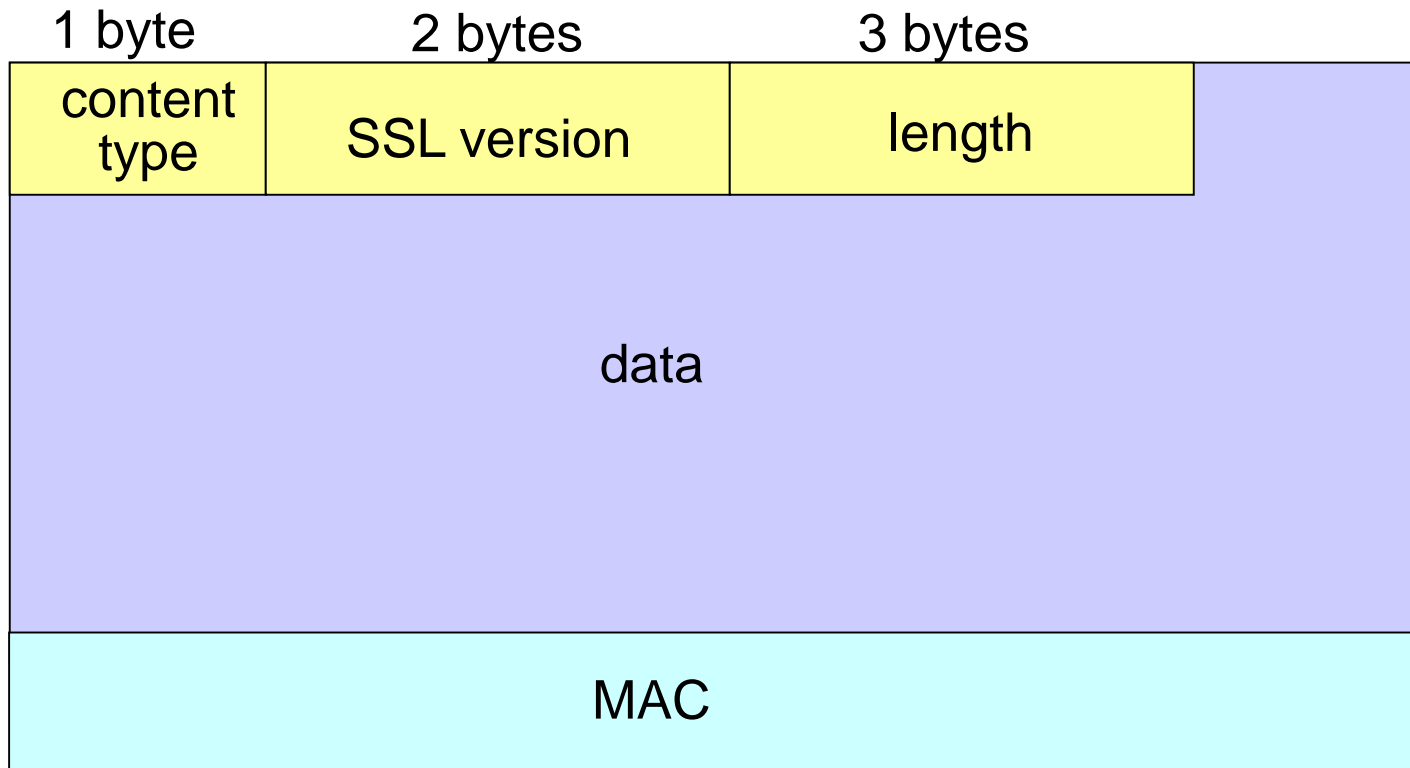 1 byte 2 bytes 3 bytes
content
type
SSL version
length
data
MAC